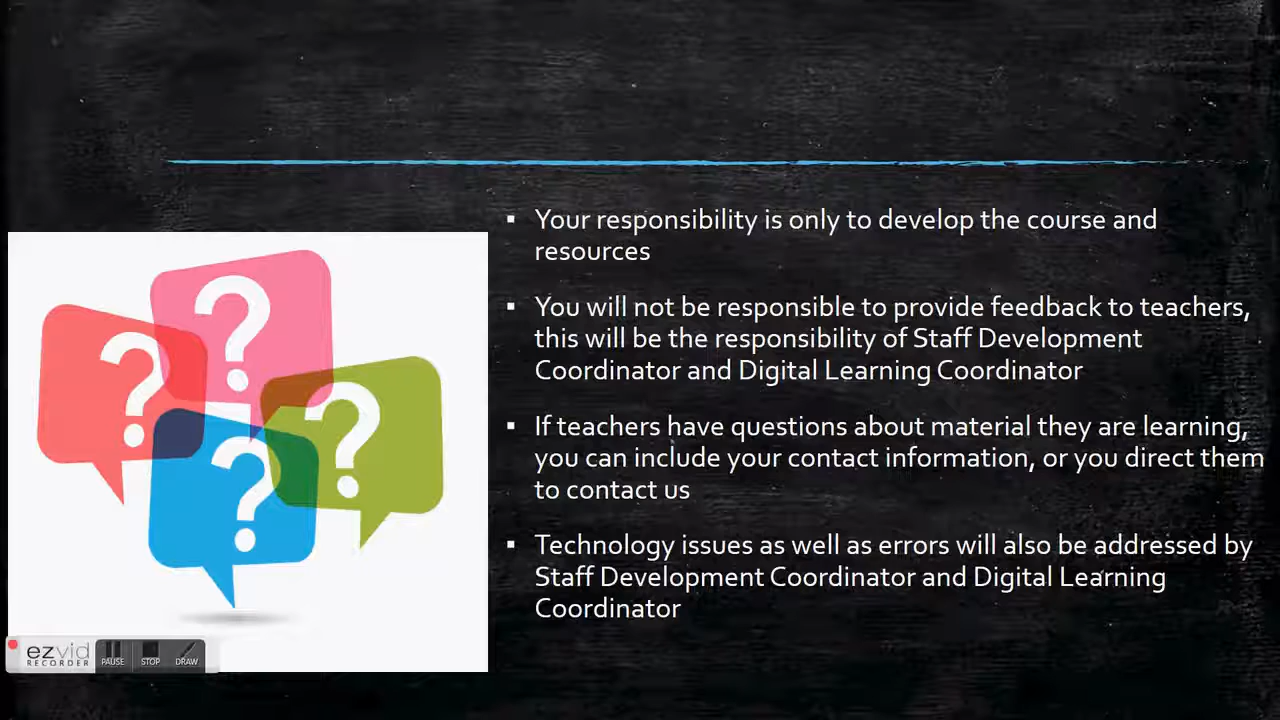 ▪ Your responsibility is only to develop the course and
resources
▪ You will not be responsible to provide feedback to teachers,
this will be the responsibility of Staff Development
Coordinator and Digital Learning Coordinator
▪ If teachers have questions about material they are learning,
you can include your contact information, or you direct them
to contact us
▪ Technology issues as well as errors will also be addressed by
Staff Development Coordinator and Digital Learning
Coordinator
? ? ? ?
ezvid
RECORDER
PAUSE STOP DRAW